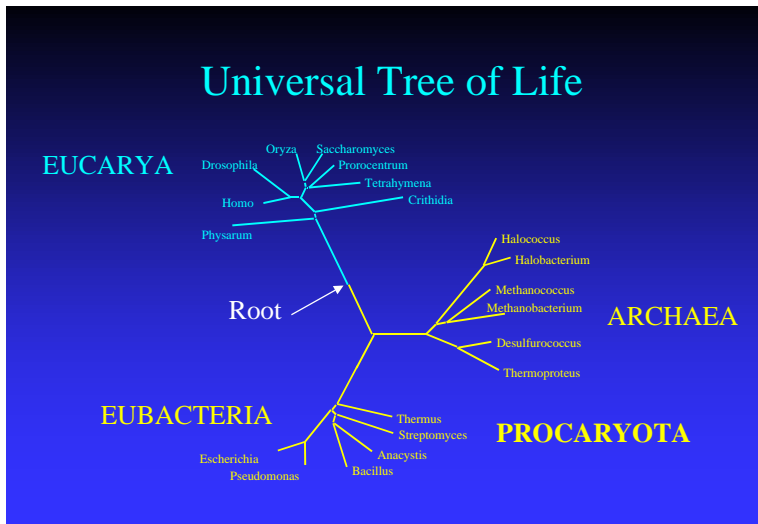 Universal Tree of Life
EUCARYA
Oryza
Saccharomyces
Drosophila
Prorocentrum
Tetrahymena
Homo
Crithidia
Physarum
Halococcus
Halobacterium
Methanococcus
Root
Methanobacterium
ARCHAEA
Desulfurococcus
Thermoproteus
EUBACTERIA
Thermus
Streptomyces
PROCARYOTA
Escherichia
Anacystis
Pseudomonas
Bacillus